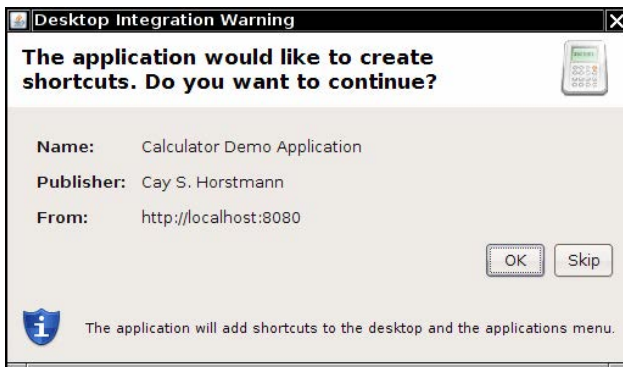 Desktop Integration Warning
The application would like to create
shortcuts. Do you want to continue?
Name: Calculator Demo Application
Publisher: Cay S. Horstmann
From: http://localhost:8080
OK Skip
The application will add shortcuts to the desktop and the applications menu.